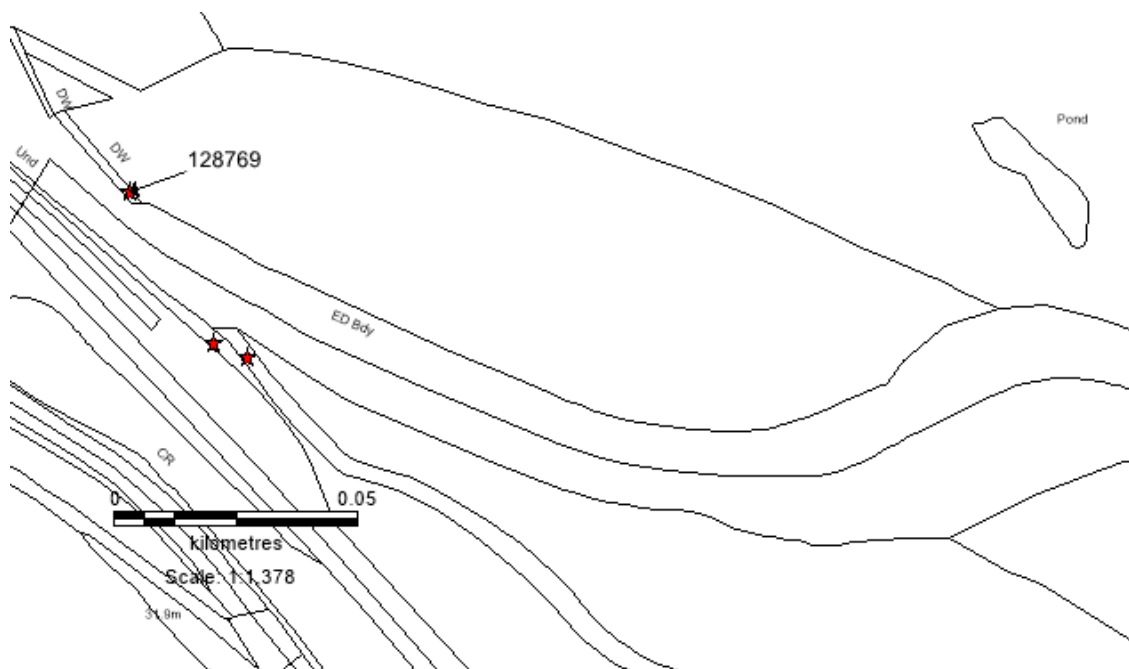 DW
Pond
DW
128769
Und
ED Bdy
CR
0
0.05
kilometres
Scale: 1:1,378
31.9m